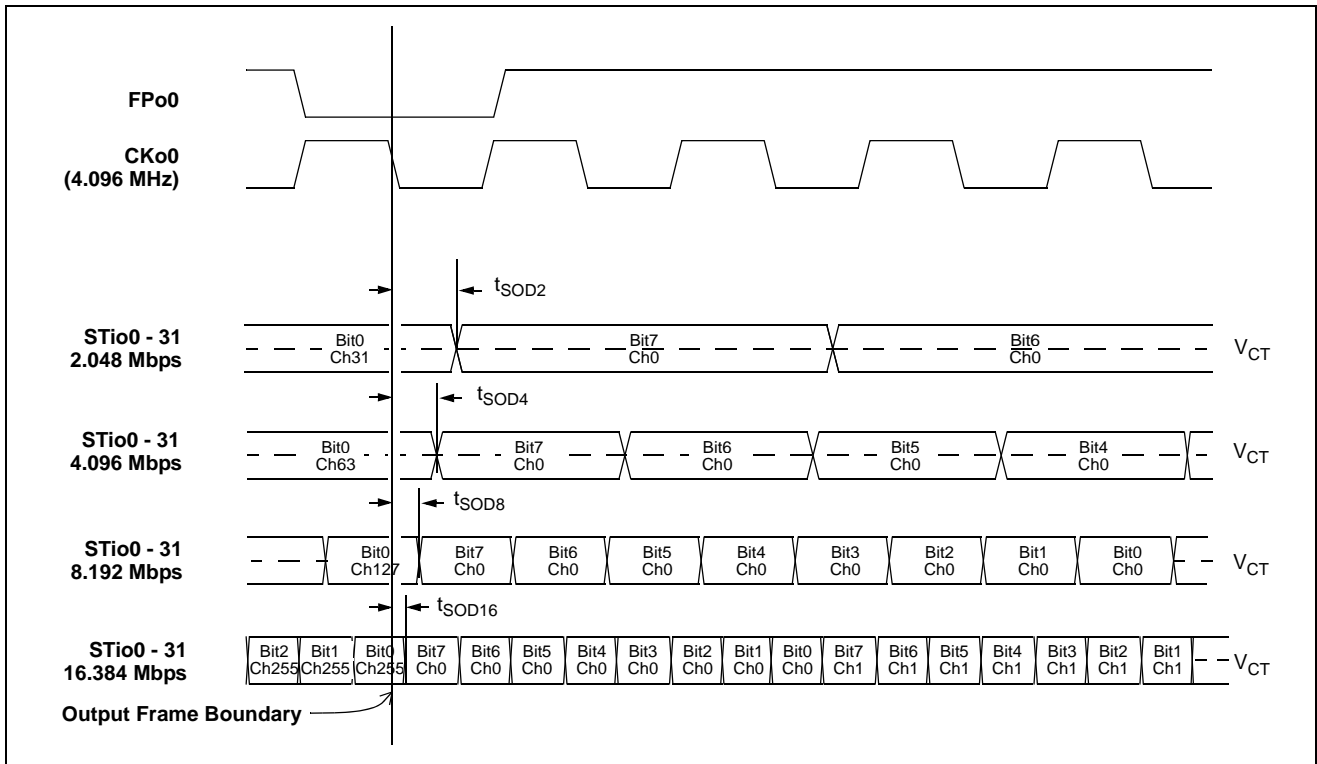 FPo0
CKo0
(4.096 MHz)
tSOD2
STio0 - 31
2.048 Mbps
Bit0
Ch31
Bit7
Ch0
Bit6
Ch0
VCT
tSOD4
STio0 - 31
4.096 Mbps
Bit0
Ch63
Bit7
Ch0
Bit6
Ch0
Bit5
Ch0
Bit4
Ch0
VCT
tSOD8
STio0 - 31
8.192 Mbps
Bit0
Ch127
Bit7
Ch0
Bit6
Ch0
Bit5
Ch0
Bit4
Ch0
Bit3
Ch0
Bit2
Ch0
Bit1
Ch0
Bit0
Ch0
VCT
tSOD16
STio0 - 31
16.384 Mbps
Bit2
Ch255
Bit1
Ch255
Bit0
Ch255
Bit7
Ch0
Bit6
Ch0
Bit5
Ch0
Bit4
Ch0
Bit3
Ch0
Bit2
Ch0
Bit1
Ch0
Bit0
Ch0
Bit7
Ch1
Bit6
Ch1
Bit5
Ch1
Bit4
Ch1
Bit3
Ch1
Bit2
Ch1
Bit1
Ch1
VCT
Output Frame Boundary